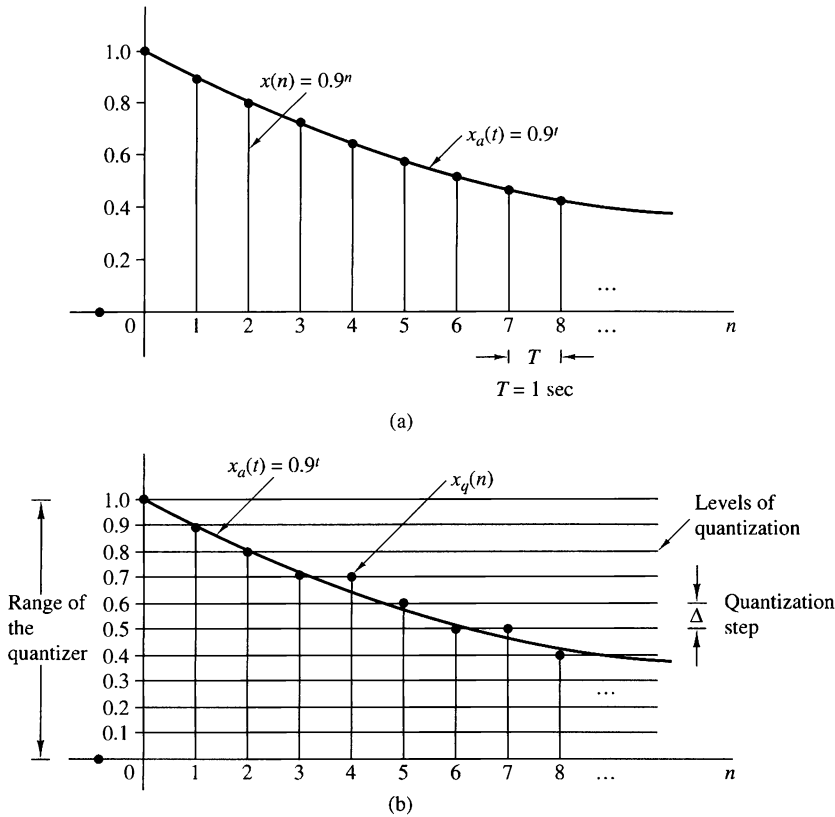 1.0
x(n) = 0.9ⁿ
0.8
xₐ(t) = 0.9ᵗ
0.6
0.4
0.2
...
0 1 2 3 4 5 6 7 8 ... n
T
T = 1 sec
(a)
xₐ(t) = 0.9ᵗ
x_q(n)
1.0
Levels of
quantization
0.9
0.8
0.7
Range of
the
quantizer
0.6
Δ
Quantization
step
0.5
0.4
0.3
...
0.2
0.1
0 1 2 3 4 5 6 7 8 ... n
(b)